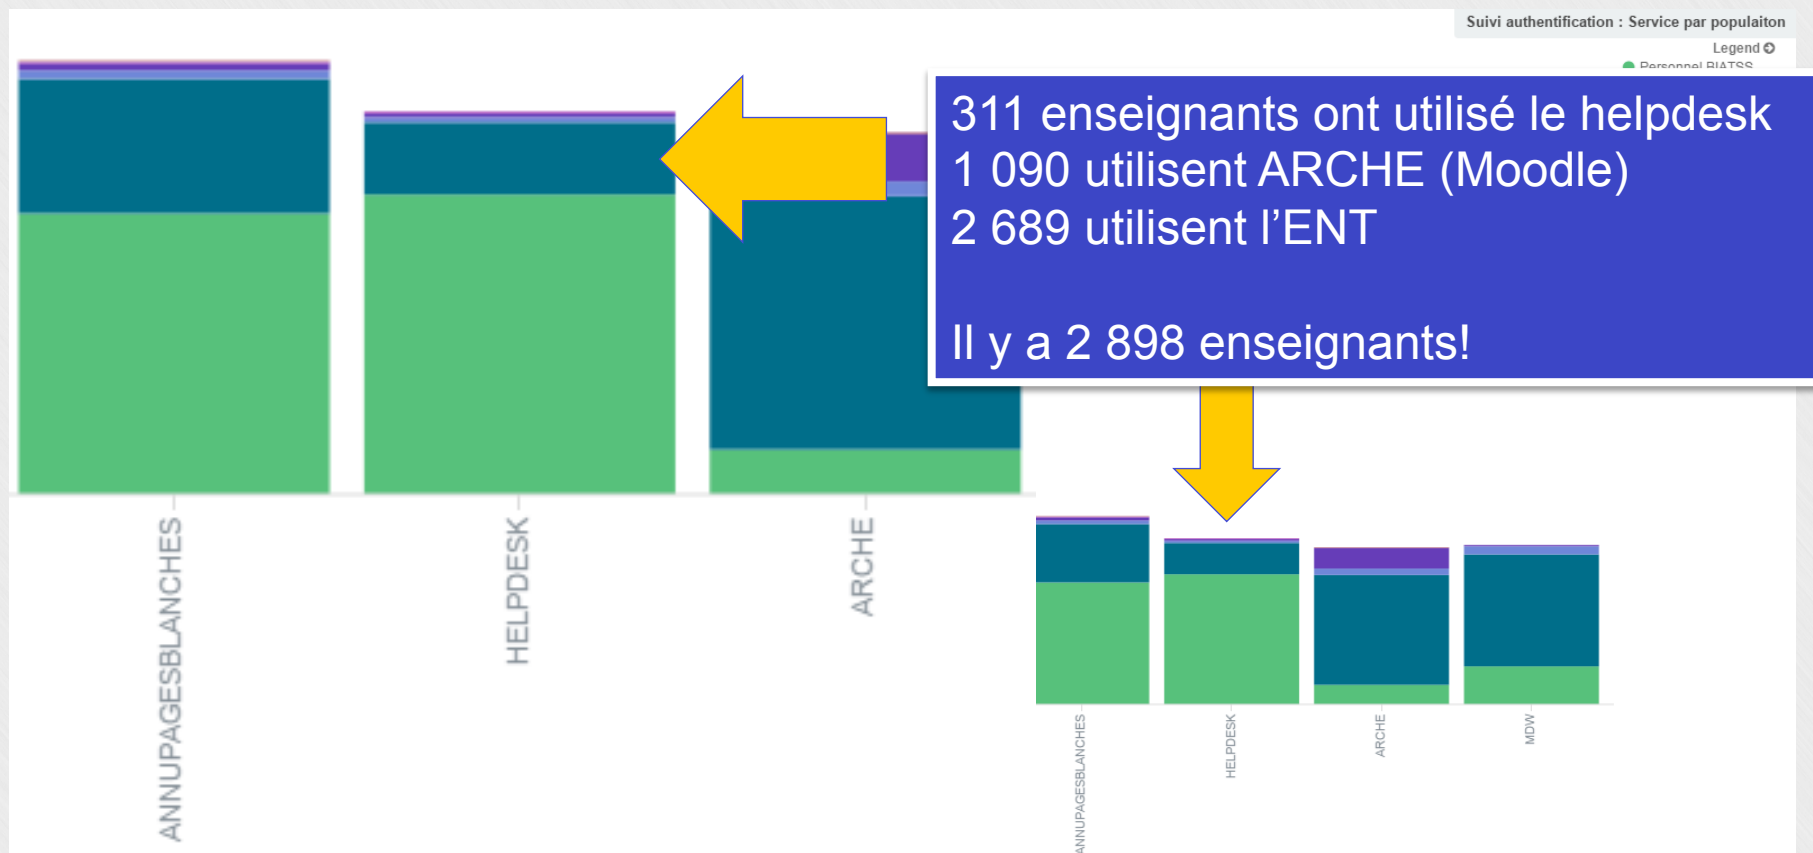 Suivi authentification : Service par populaiton
Legend
Personnel BIATSS
311 enseignants ont utilisé le helpdesk
1 090 utilisent ARCHE (Moodle)
2 689 utilisent l’ENT
Il y a 2 898 enseignants!
ANNUPAGESBLANCHES
HELPDESK
ARCHE
ANNUPAGESBLANCHES
HELPDESK
ARCHE
MDW